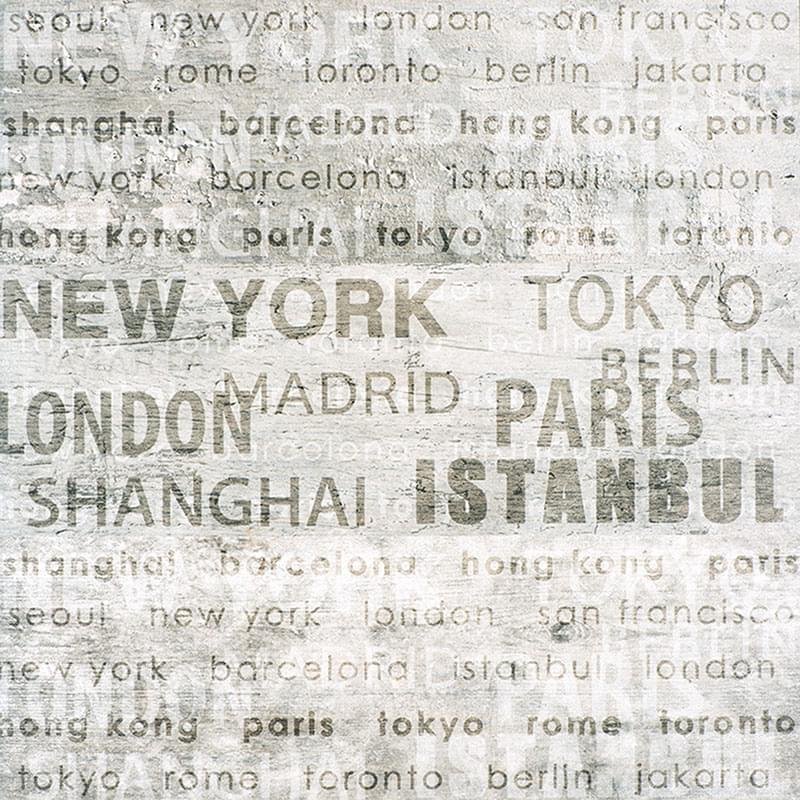 seoul new york london san francisco
tokyo rome toronto berlin jakarta
shanghai barcelona hong kong paris
new york barcelona istanbul london
hong kong paris tokyo rome toronto
NEW YORK TOKYO
BERLIN
LONDON MADRID PARIS
SHANGHAI ISTANBUL
shanghai barcelona hong kong paris
seoul new york london san francisco
new york barcelona istanbul london
hong kong paris tokyo rome toronto
tokyo rome toronto berlin jakarta